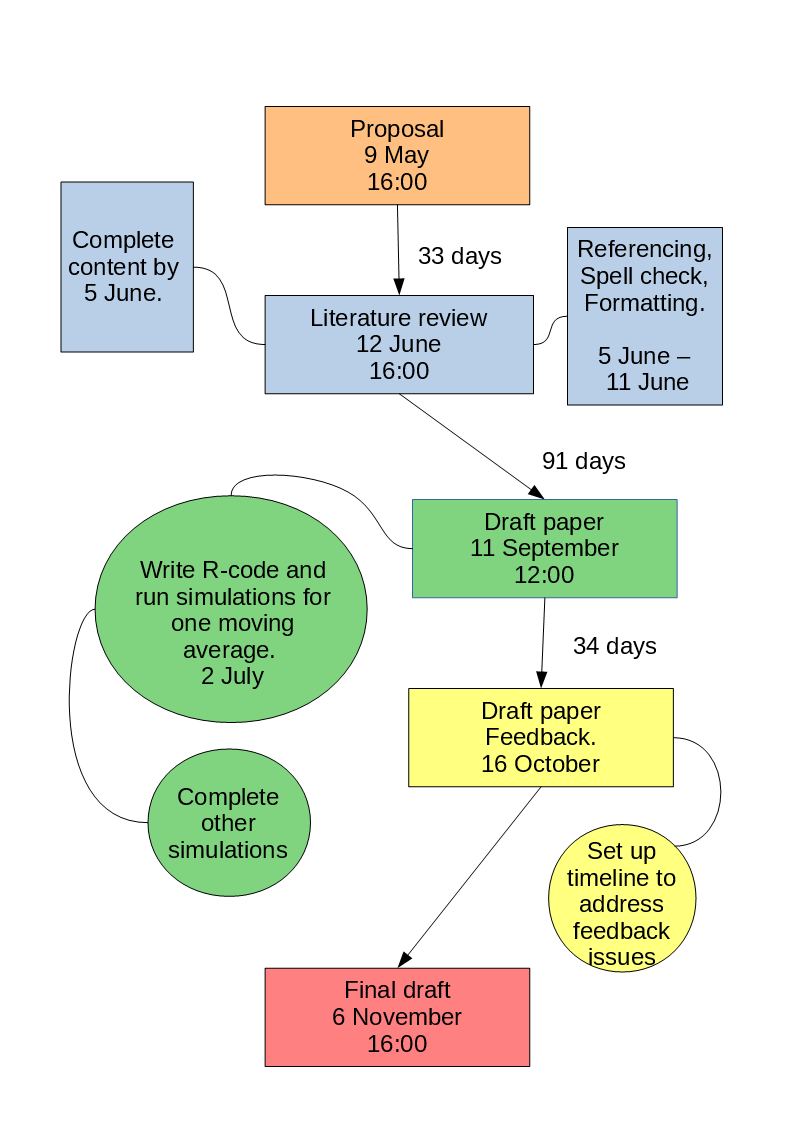 Proposal
9 May
16:00
Complete
content by
5 June.
33 days
Referencing,
Spell check,
Formatting.
5 June –
11 June
Literature review
12 June
16:00
91 days
Draft paper
11 September
12:00
Write R-code and
run simulations for
one moving
average.
2 July
34 days
Draft paper
Feedback.
16 October
Complete
other
simulations
Set up
timeline to
address
feedback
issues
Final draft
6 November
16:00